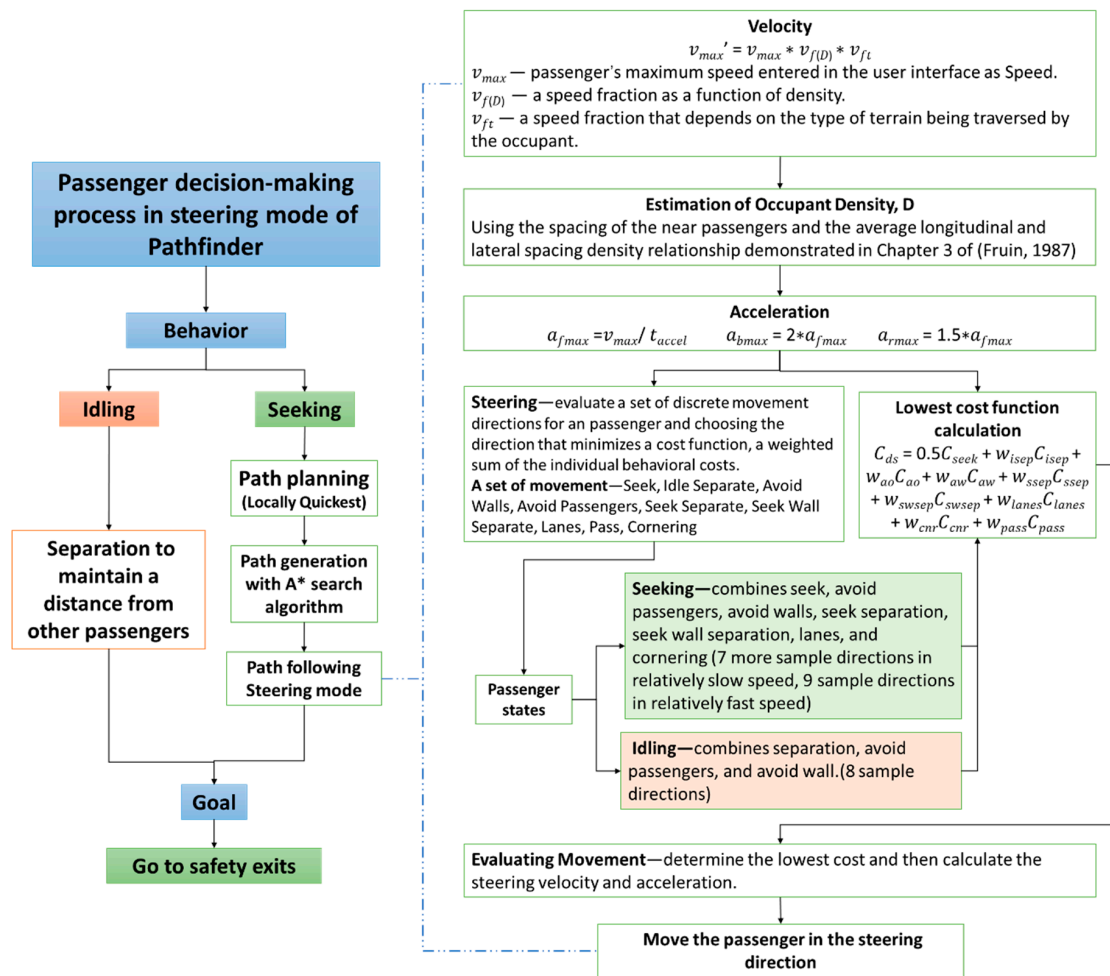 Passenger decision-making
process in steering mode of
Pathfinder
Behavior
Idling
Seeking
Path planning
(Locally Quickest)
Separation to
maintain a
distance from
other passengers
Path generation
with A* search
algorithm
Path following
Steering mode
Goal
Go to safety exits
Velocity
v_max' = v_max * v_f(D) * v_ft
v_max — passenger's maximum speed entered in the user interface as Speed.
v_f(D) — a speed fraction as a function of density.
v_ft — a speed fraction that depends on the type of terrain being traversed by
the occupant.
Estimation of Occupant Density, D
Using the spacing of the near passengers and the average longitudinal and
lateral spacing density relationship demonstrated in Chapter 3 of (Fruin, 1987)
Acceleration
a_fmax =v_max/ t_accel a_bmax = 2*a_fmax a_rmax = 1.5*a_fmax
Steering—evaluate a set of discrete movement
directions for an passenger and choosing the
direction that minimizes a cost function, a weighted
sum of the individual behavioral costs.
A set of movement—Seek, Idle Separate, Avoid
Walls, Avoid Passengers, Seek Separate, Seek Wall
Separate, Lanes, Pass, Cornering
Lowest cost function
calculation
C_ds = 0.5C_seek + w_isep C_isep +
w_ao C_ao + w_aw C_aw + w_ssep C_ssep
+ w_swsep C_swsep + w_lanes C_lanes
+ w_cnr C_cnr + w_pass C_pass
Passenger
states
Seeking—combines seek, avoid
passengers, avoid walls, seek separation,
seek wall separation, lanes, and
cornering (7 more sample directions in
relatively slow speed, 9 sample directions
in relatively fast speed)
Idling—combines separation, avoid
passengers, and avoid wall.(8 sample
directions)
Evaluating Movement—determine the lowest cost and then calculate the
steering velocity and acceleration.
Move the passenger in the steering
direction